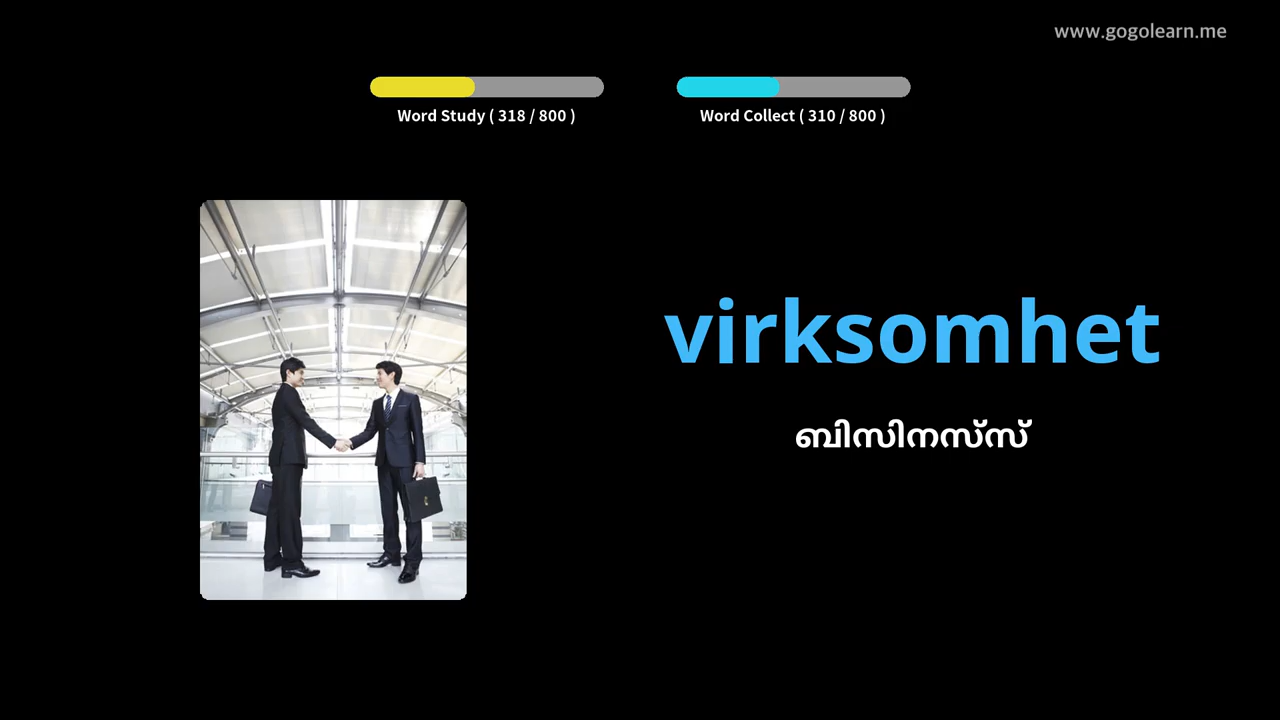 www.gogolearn.me
Word Study ( 318 / 800 )
Word Collect ( 310 / 800 )
virksomhet
ബിസിനസ്സ്